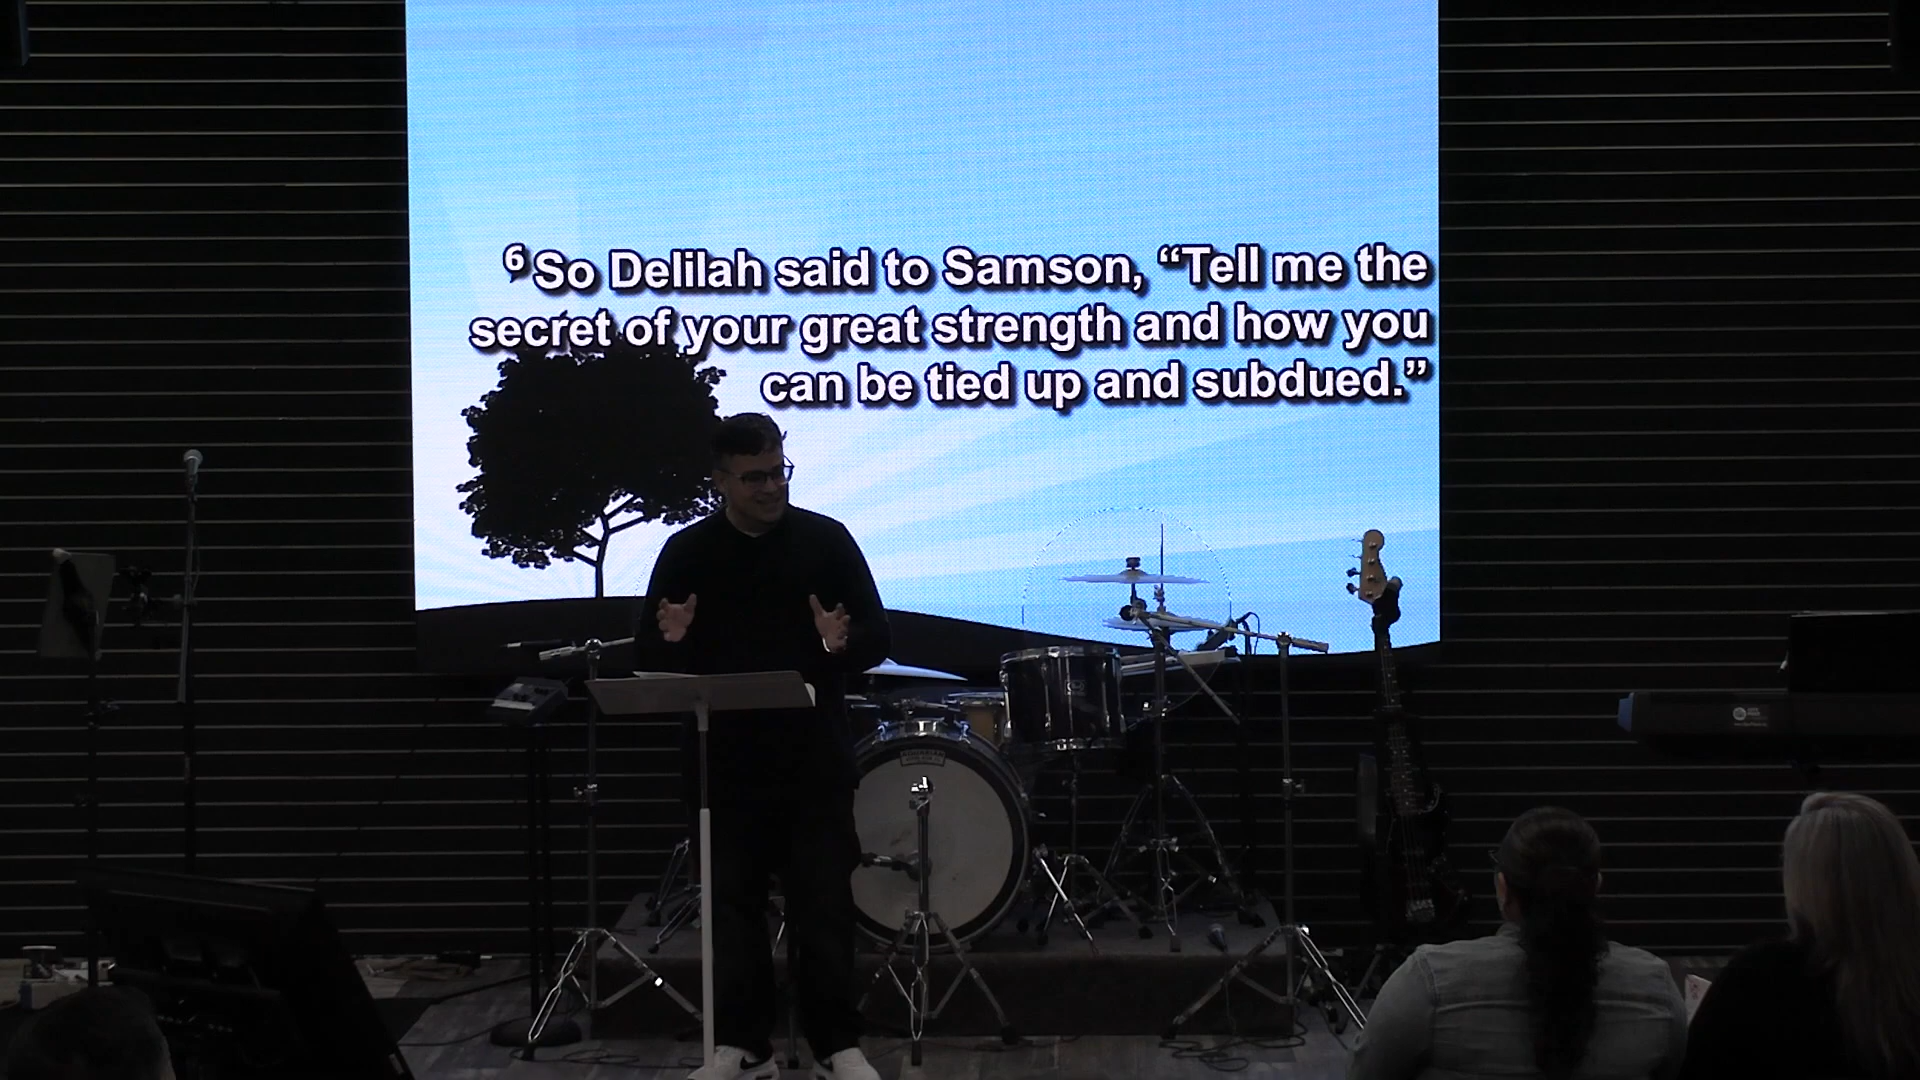 ⁶ So Delilah said to Samson, “Tell me the
secret of your great strength and how you
can be tied up and subdued.”